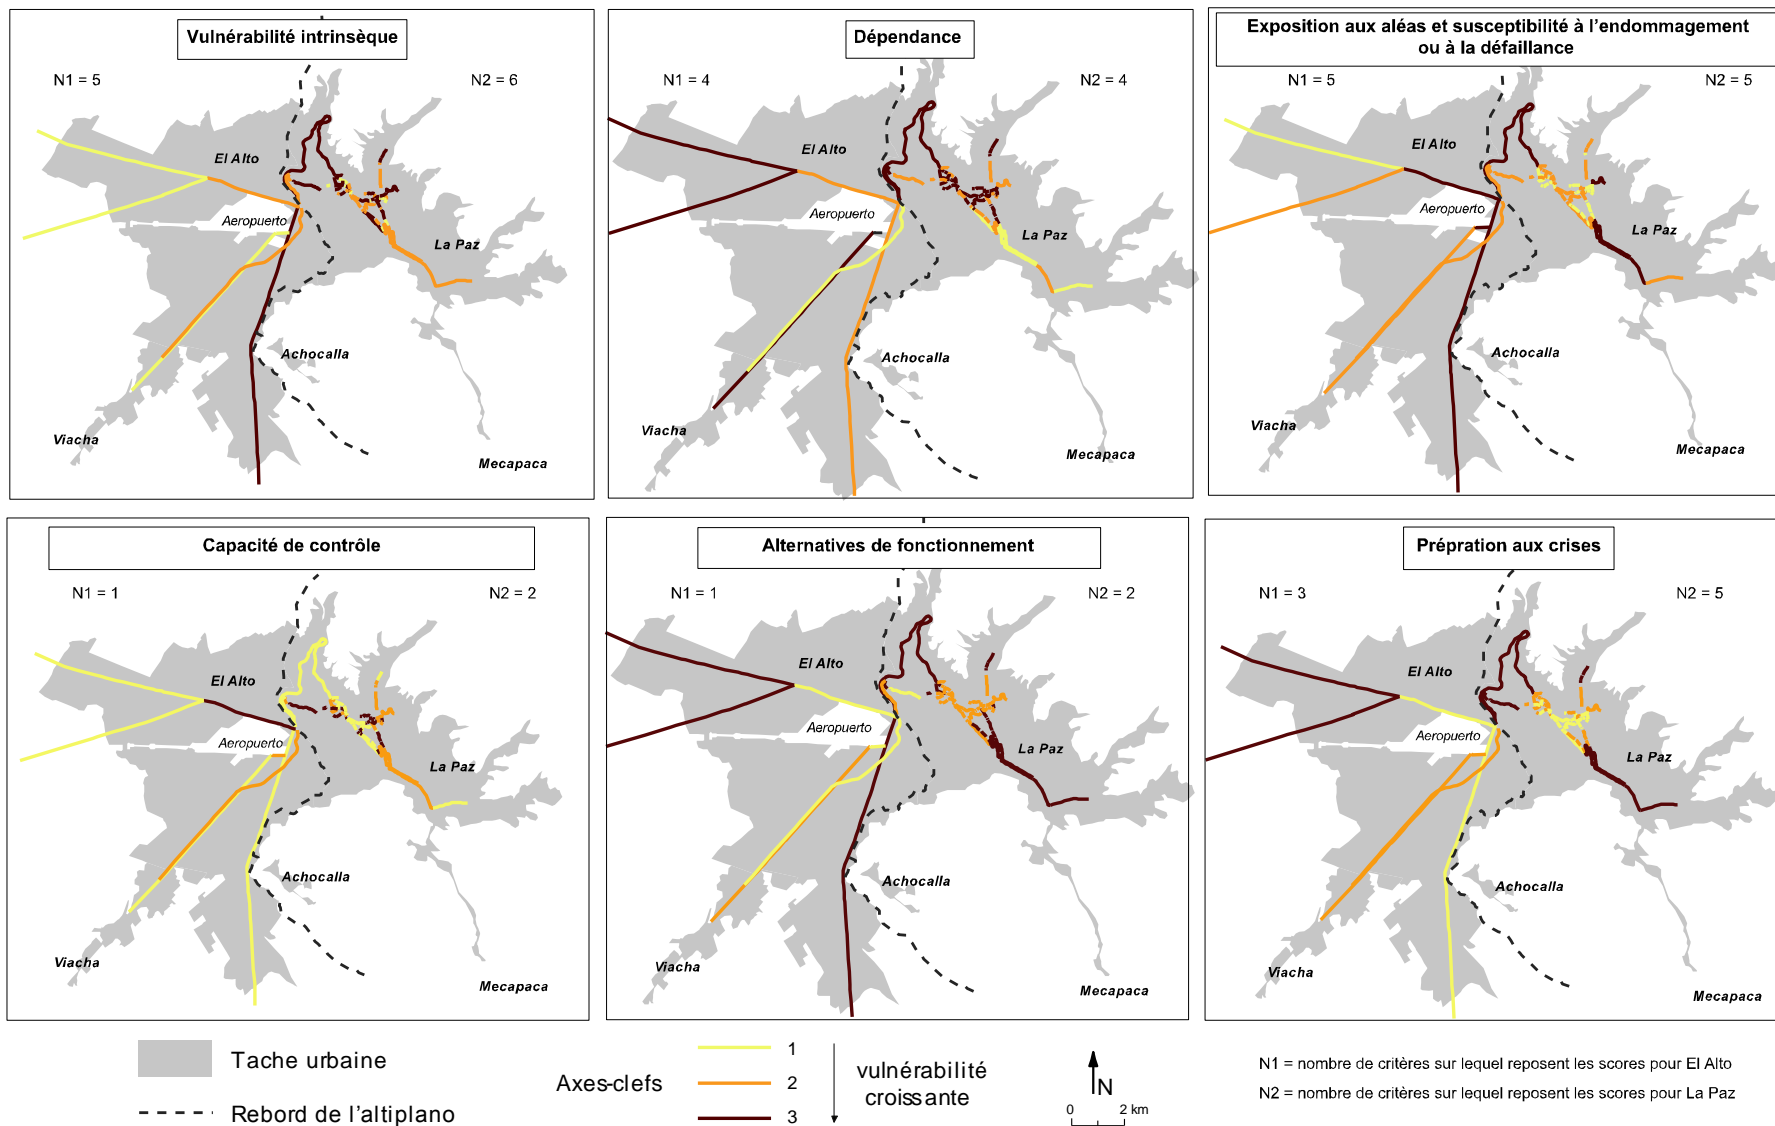 Vulnérabilité intrinsèque
N1 = 5
N2 = 6
El Alto
Aeropuerto
La Paz
Achocalla
Viacha
Mecapaca
Dépendance
N1 = 4
N2 = 4
El Alto
Aeropuerto
La Paz
Achocalla
Viacha
Mecapaca
Exposition aux aléas et susceptibilité à l'endommagement
ou à la défaillance
N1 = 5
N2 = 5
El Alto
Aeropuerto
La Paz
Achocalla
Viacha
Mecapaca
Capacité de contrôle
N1 = 1
N2 = 2
El Alto
Aeropuerto
La Paz
Achocalla
Viacha
Mecapaca
Alternatives de fonctionnement
N1 = 1
N2 = 2
El Alto
Aeropuerto
La Paz
Achocalla
Viacha
Mecapaca
Prépration aux crises
N1 = 3
N2 = 5
El Alto
Aeropuerto
La Paz
Achocalla
Viacha
Mecapaca
Tache urbaine
Rebord de l'altiplano
Axes-clefs
1
2
3
vulnérabilité
croissante
N
0 2 km
N1 = nombre de critères sur lequel reposent les scores pour El Alto
N2 = nombre de critères sur lequel reposent les scores pour La Paz